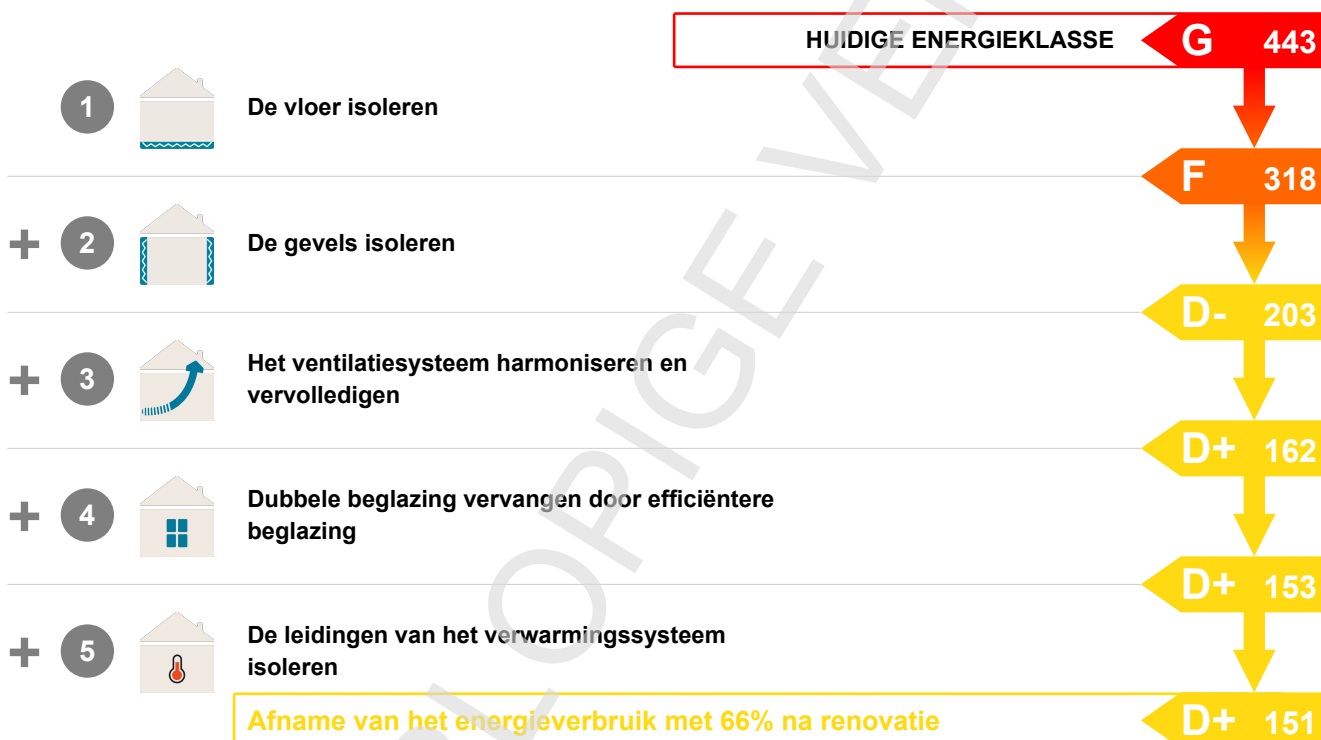 HUIDIGE ENERGIEKLASSE G 443
1 De vloer isoleren
F 318
+ 2 De gevels isoleren
D- 203
+ 3 Het ventilatiesysteem harmoniseren en
vervolledigen
D+ 162
+ 4 Dubbele beglazing vervangen door efficiëntere
beglazing
D+ 153
+ 5 De leidingen van het verwarmingssysteem
isoleren
Afname van het energieverbruik met 66% na renovatie D+ 151